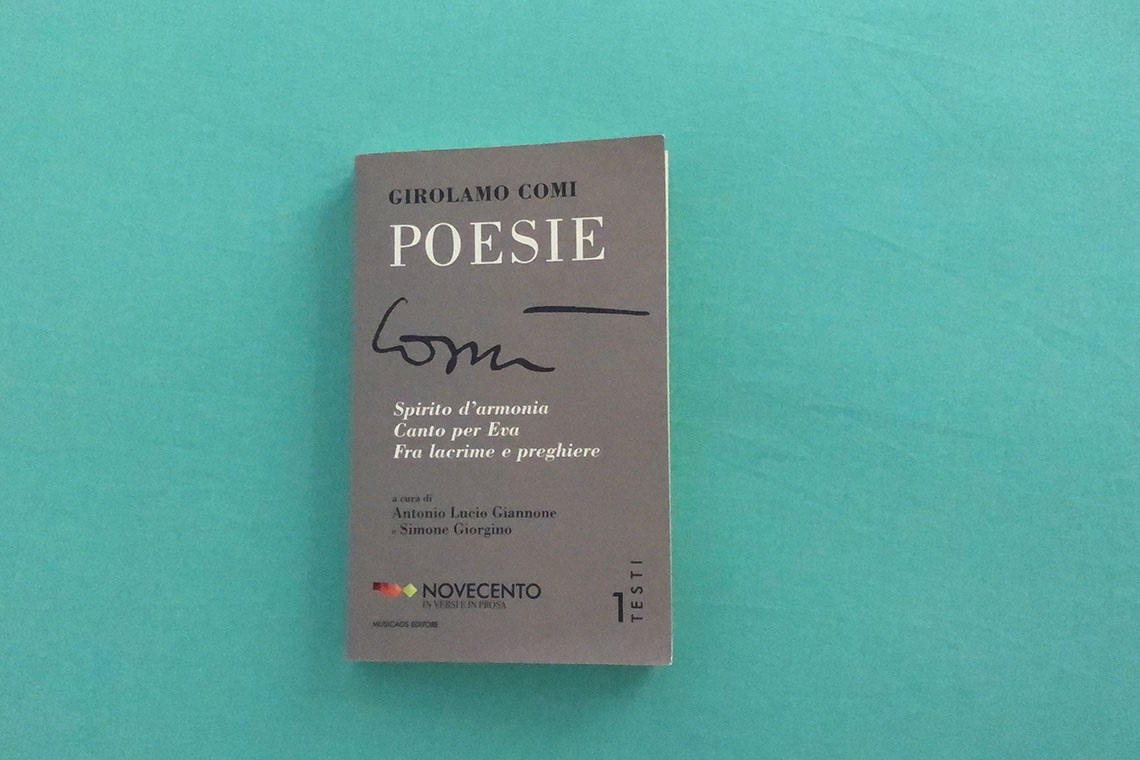 GIROLAMO COMI
POESIE
Comi
Spirito d'armonia
Canto per Eva
Fra lacrime e preghiere
a cura di
Antonio Lucio Giannone
e Simone Giorgino
NOVECENTO
IN VERSI E IN PROSA
MUSICAOS EDITORE
1
TESTI